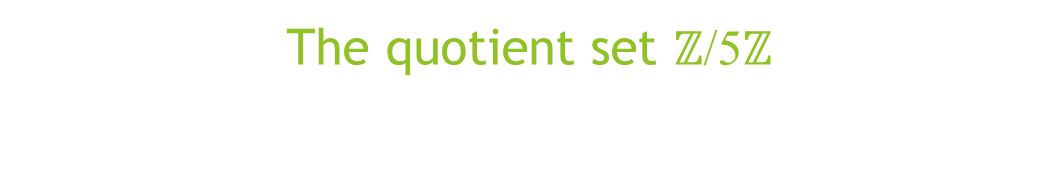 The quotient set ℤ/5ℤ